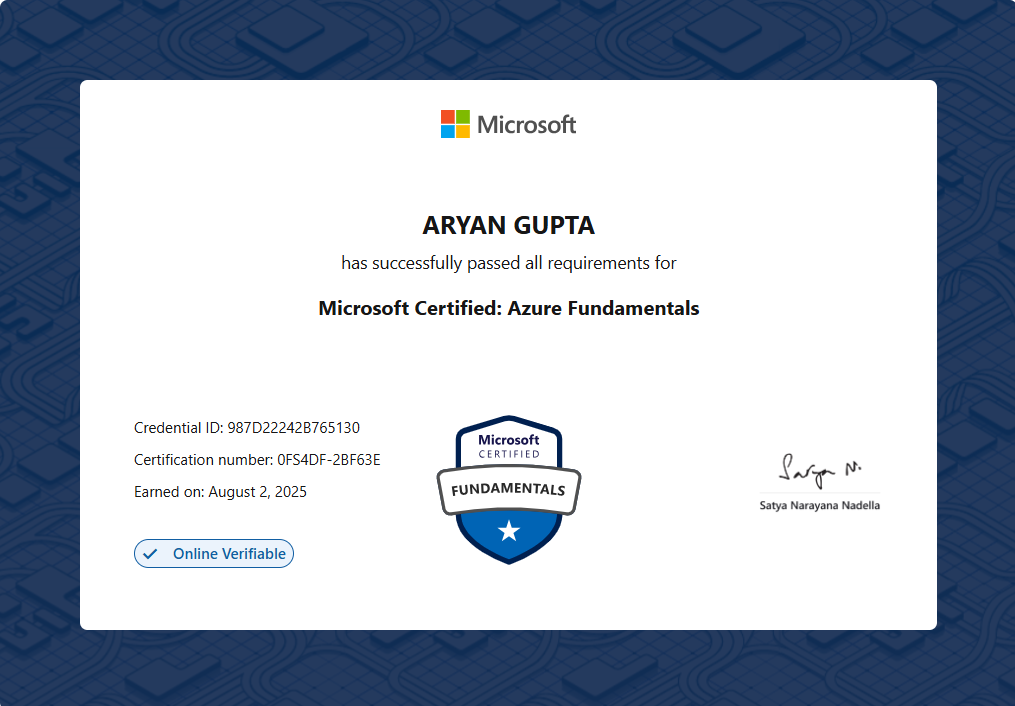 Microsoft
ARYAN GUPTA
has successfully passed all requirements for
Microsoft Certified: Azure Fundamentals
Credential ID: 987D22242B765130
Certification number: 0FS4DF-2BF63E
Earned on: August 2, 2025
Online Verifiable
Microsoft
CERTIFIED
FUNDAMENTALS
Satya N.
Satya Narayana Nadella